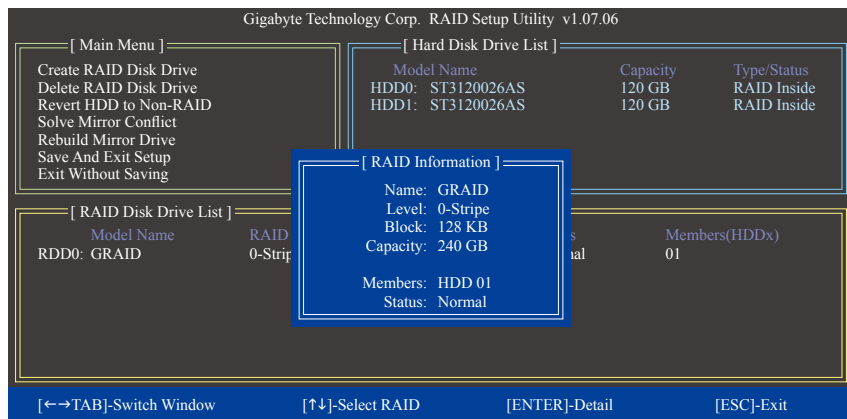 Gigabyte Technology Corp. RAID Setup Utility v1.07.06
[ Main Menu ]
Create RAID Disk Drive
Delete RAID Disk Drive
Revert HDD to Non-RAID
Solve Mirror Conflict
Rebuild Mirror Drive
Save And Exit Setup
Exit Without Saving
[ Hard Disk Drive List ]
Model Name Capacity Type/Status
HDD0: ST3120026AS 120 GB RAID Inside
HDD1: ST3120026AS 120 GB RAID Inside
[ RAID Information ]
Name: GRAID
Level: 0-Stripe
Block: 128 KB
Capacity: 240 GB
Members: HDD 01
Status: Normal
[ RAID Disk Drive List ]
Model Name RAID s Members(HDDx)
RDD0: GRAID 0-Strip al 01
[←→TAB]-Switch Window [↑↓]-Select RAID [ENTER]-Detail [ESC]-Exit